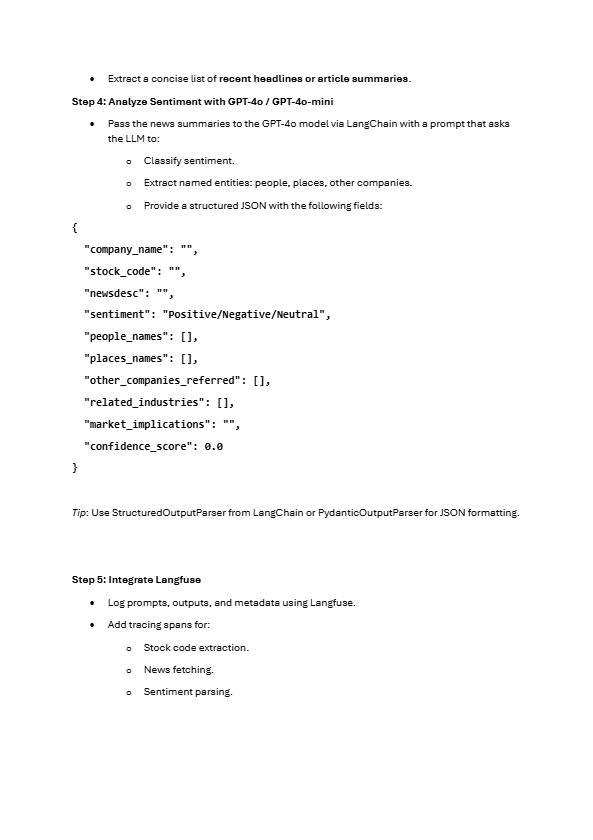 • Extract a concise list of recent headlines or article summaries.
Step 4: Analyze Sentiment with GPT-4o / GPT-4o-mini
• Pass the news summaries to the GPT-4o model via LangChain with a prompt that asks
the LLM to:
o Classify sentiment.
o Extract named entities: people, places, other companies.
o Provide a structured JSON with the following fields:
{
"company_name": "",
"stock_code": "",
"newsdesc": "",
"sentiment": "Positive/Negative/Neutral",
"people_names": [],
"places_names": [],
"other_companies_referred": [],
"related_industries": [],
"market_implications": "",
"confidence_score": 0.0
}
Tip: Use StructuredOutputParser from LangChain or PydanticOutputParser for JSON formatting.
Step 5: Integrate Langfuse
• Log prompts, outputs, and metadata using Langfuse.
• Add tracing spans for:
o Stock code extraction.
o News fetching.
o Sentiment parsing.